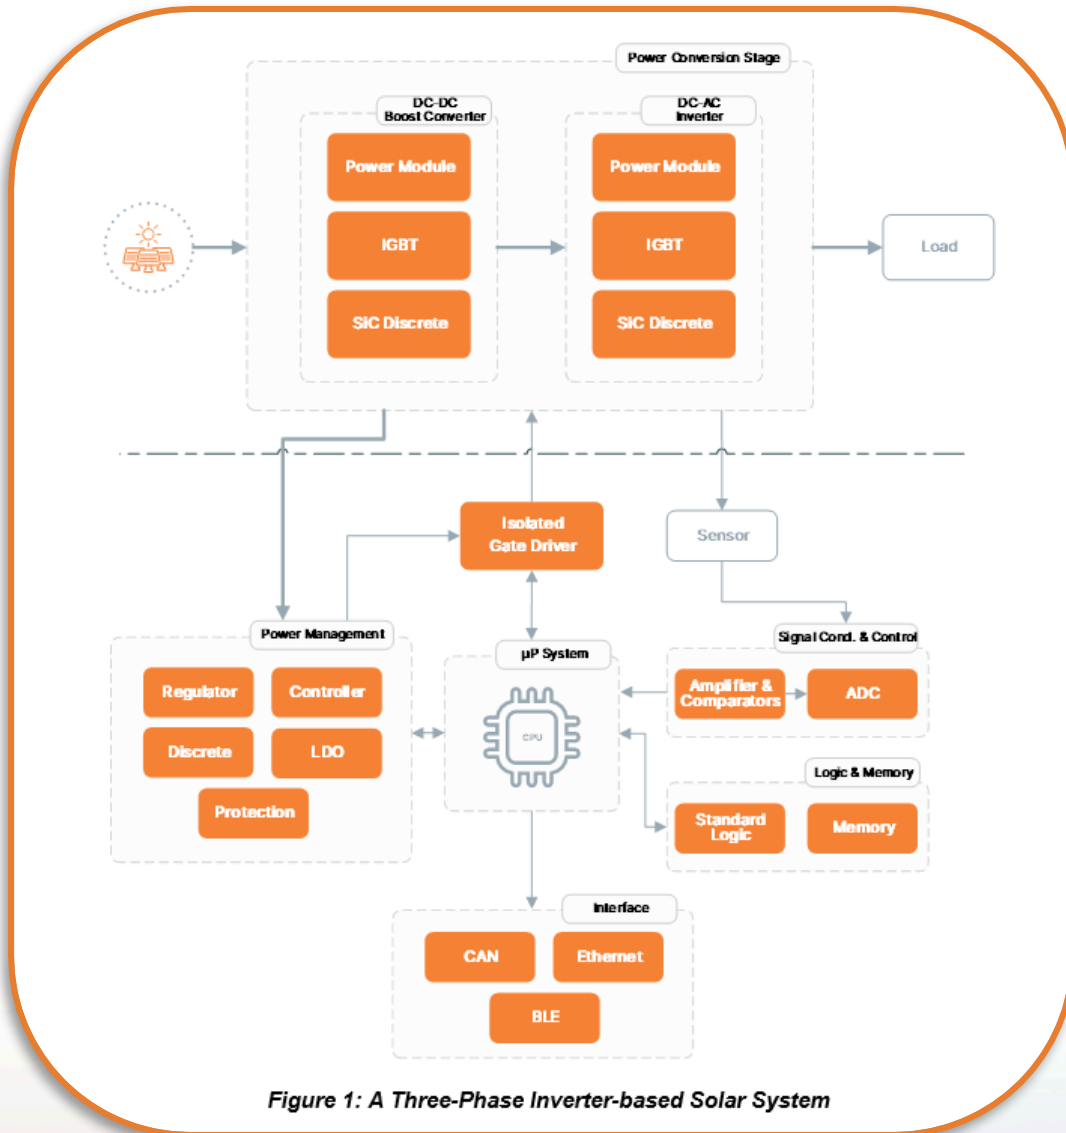 Power Conversion Stage
DC-DC
Boost Converter
DC-AC
Inverter
Power Module
Power Module
IGBT
IGBT
Load
SiC Discrete
SiC Discrete
Isolated
Gate Driver
Sensor
Power Management
Signal Cond. & Control
µP System
Regulator
Controller
Amplifier &
Comparators
ADC
CPU
Discrete
LDO
Logic & Memory
Protection
Standard
Logic
Memory
Interface
CAN
Ethernet
BLE
Figure 1: A Three-Phase Inverter-based Solar System